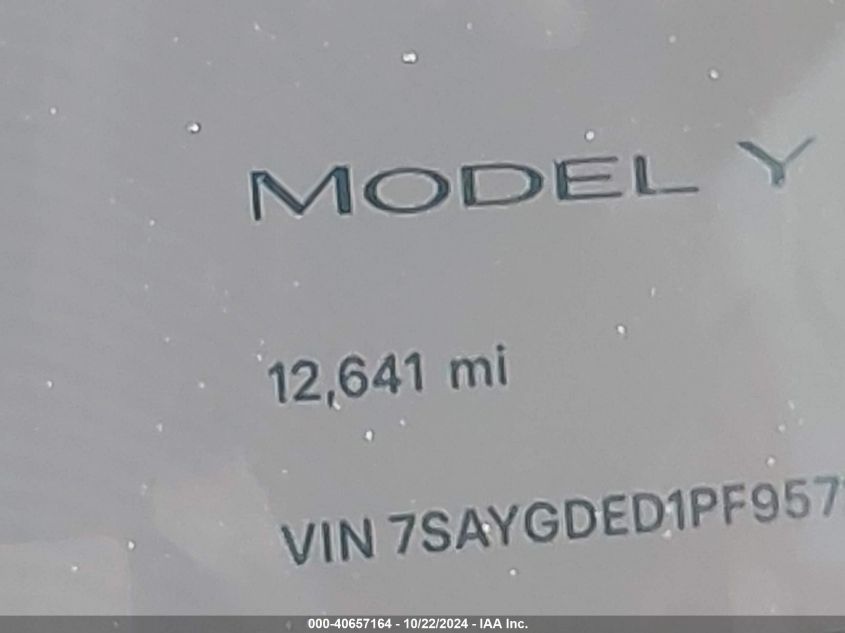 MODEL Y
12,641 mi
VIN 7SAYGDED1PF957
000-40657164 - 10/22/2024 - IAA Inc.